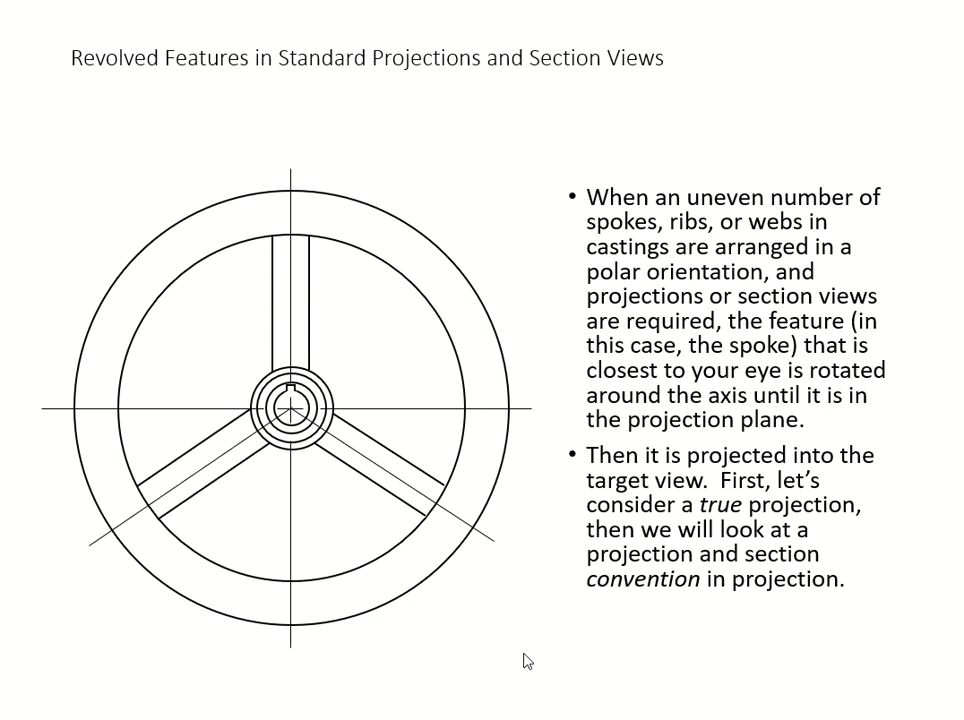 Revolved Features in Standard Projections and Section Views
• When an uneven number of
spokes, ribs, or webs in
castings are arranged in a
polar orientation, and
projections or section views
are required, the feature (in
this case, the spoke) that is
closest to your eye is rotated
around the axis until it is in
the projection plane.
• Then it is projected into the
target view.  First, let’s
consider a true projection,
then we will look at a
projection and section
convention in projection.